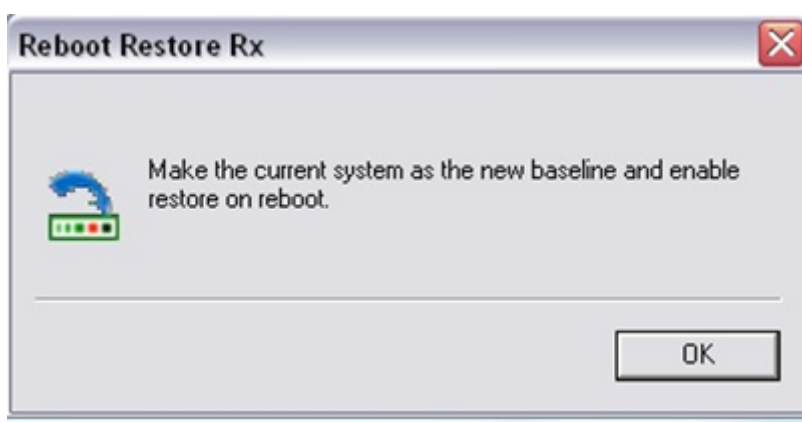 Reboot Restore Rx
Make the current system as the new baseline and enable
restore on reboot.
OK